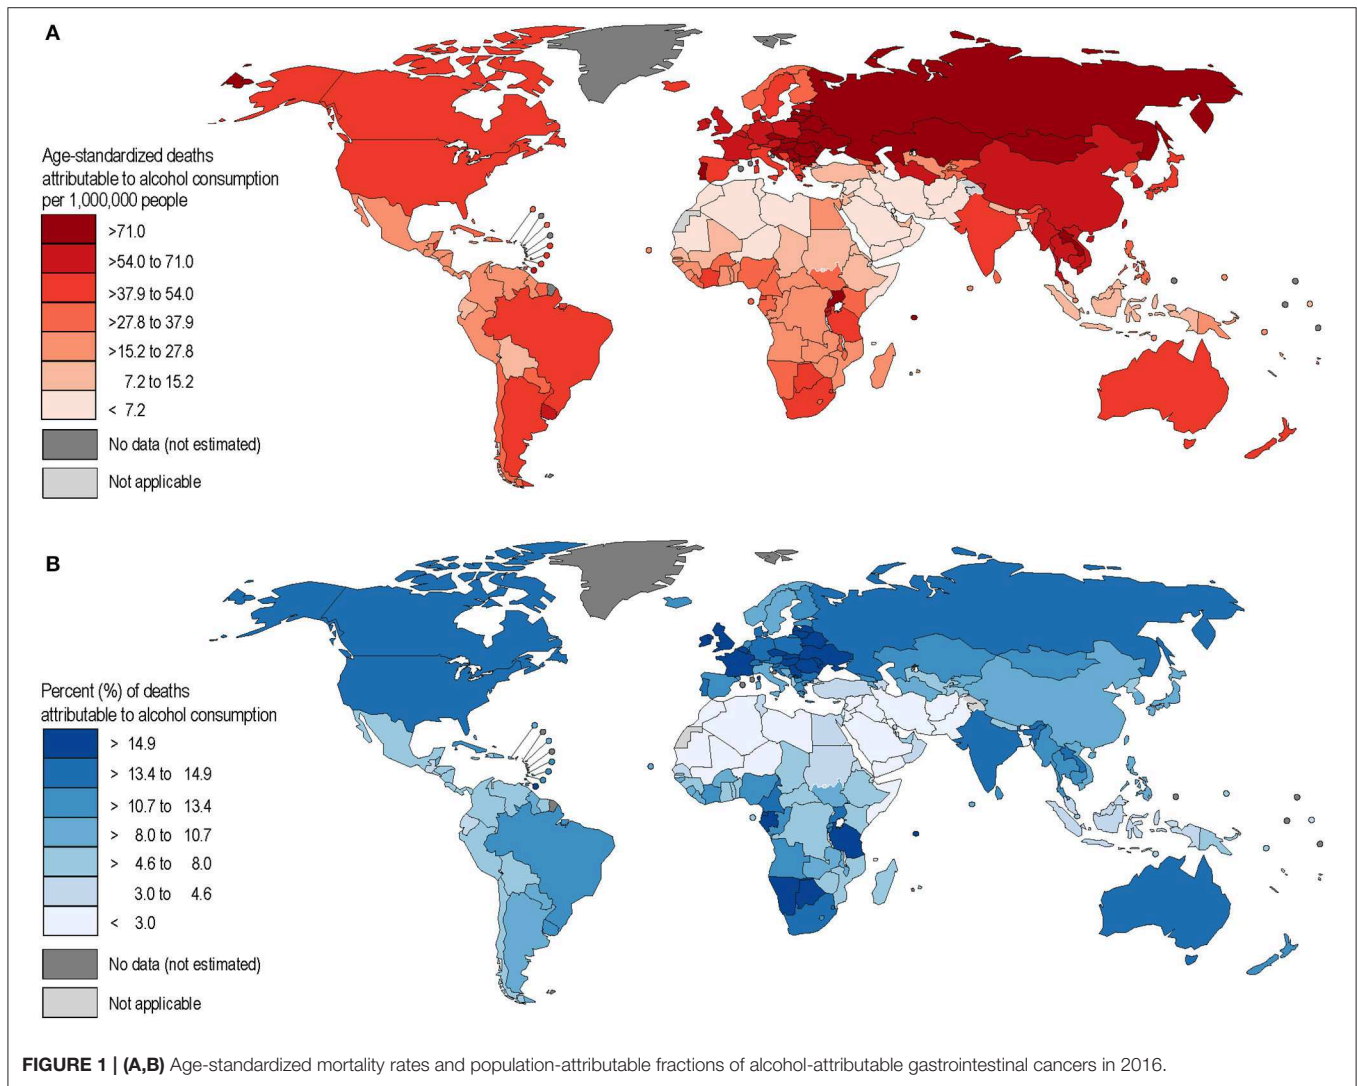 A
Age-standardized deaths
attributable to alcohol consumption
per 1,000,000 people
>71.0
>54.0 to 71.0
>37.9 to 54.0
>27.8 to 37.9
>15.2 to 27.8
7.2 to 15.2
< 7.2
No data (not estimated)
Not applicable
B
Percent (%) of deaths
attributable to alcohol consumption
> 14.9
> 13.4 to 14.9
> 10.7 to 13.4
> 8.0 to 10.7
> 4.6 to 8.0
3.0 to 4.6
< 3.0
No data (not estimated)
Not applicable
FIGURE 1 | (A,B) Age-standardized mortality rates and population-attributable fractions of alcohol-attributable gastrointestinal cancers in 2016.